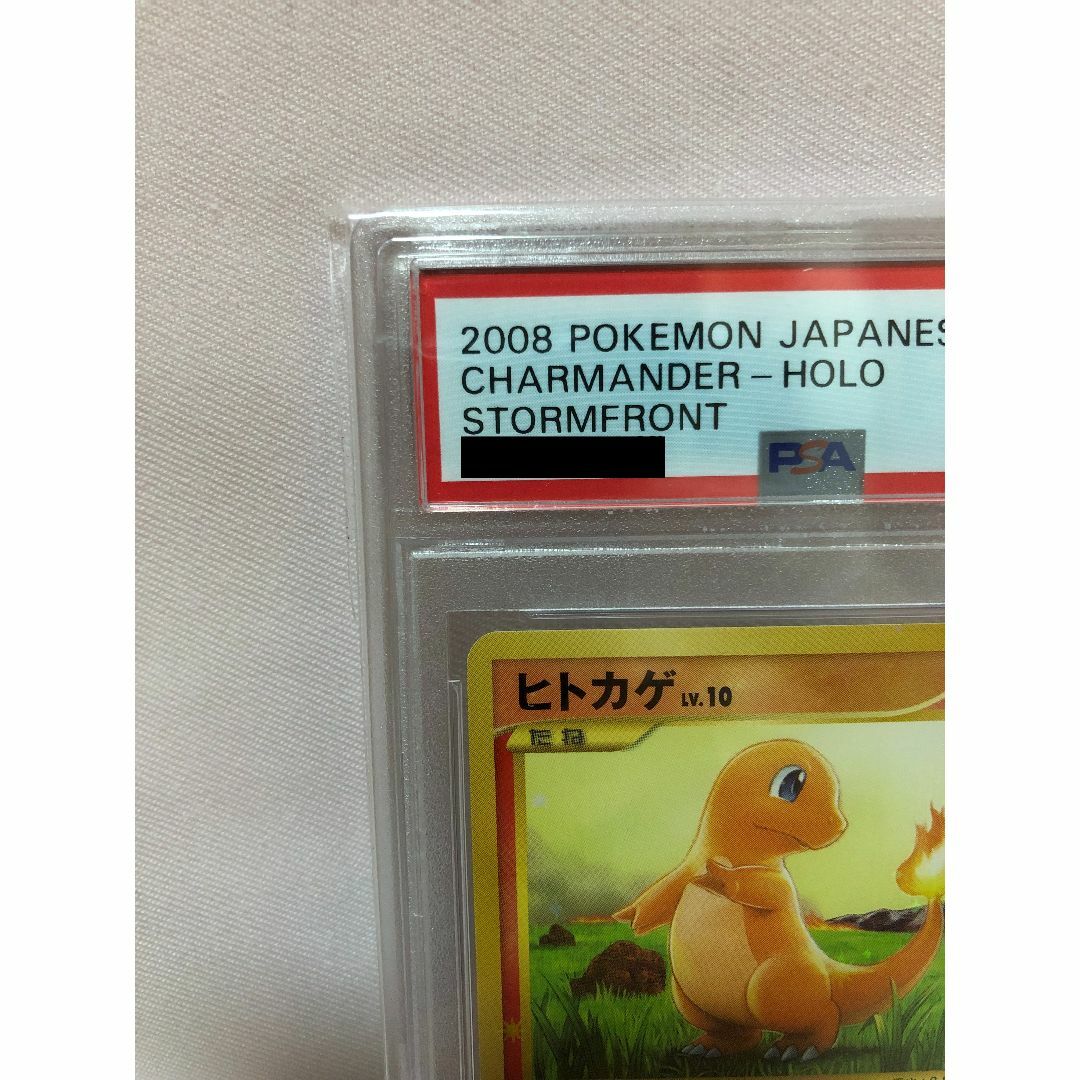 2008 POKEMON JAPANES
CHARMANDER - HOLO
STORMFRONT
PSA
ヒトカゲ LV.10
たね